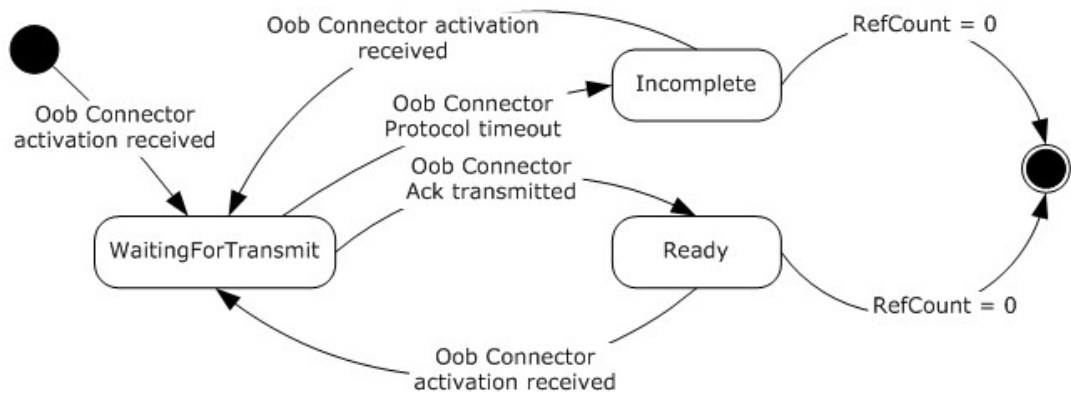 Oob Connector activation
received
RefCount = 0
Incomplete
Oob Connector
activation received
Oob Connector
Protocol timeout
Oob Connector
Ack transmitted
WaitingForTransmit
Ready
RefCount = 0
Oob Connector
activation received